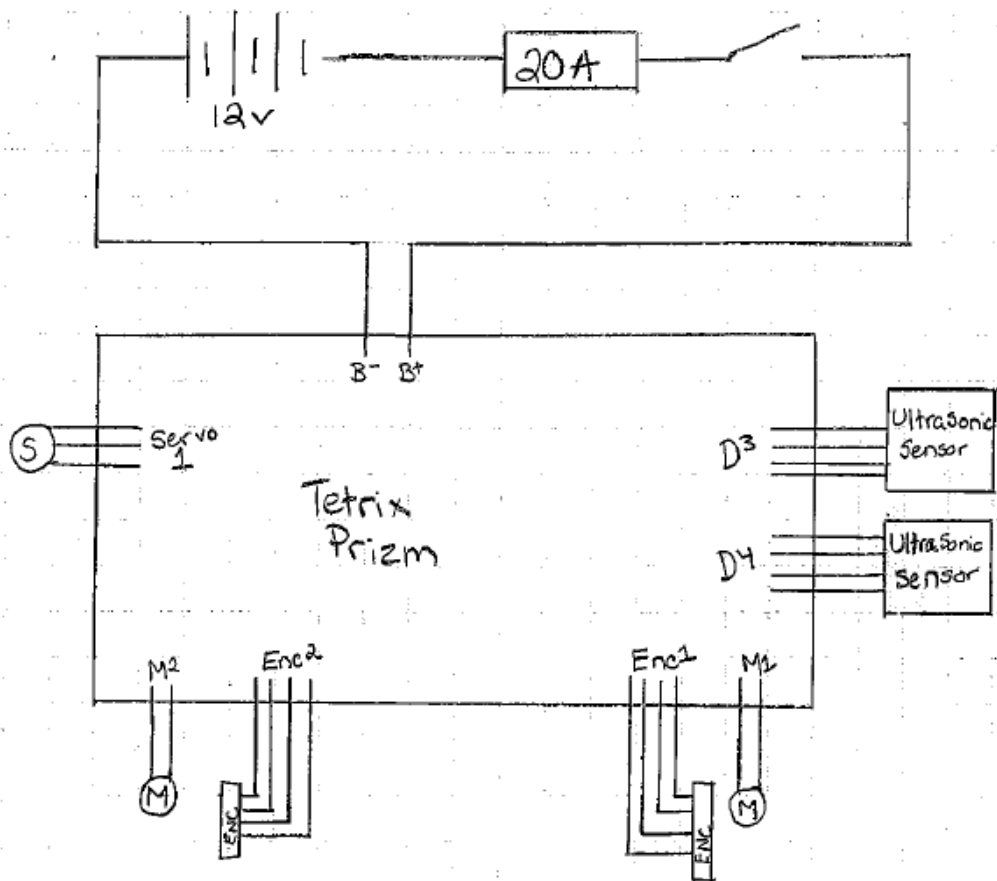 12v
20A
B- B+
Servo
1
S
Tetrix
Prizm
D3
Ultrasonic
Sensor
D4
Ultrasonic
Sensor
M2
Enc2
Enc1
M1
M
ENC
ENC
M